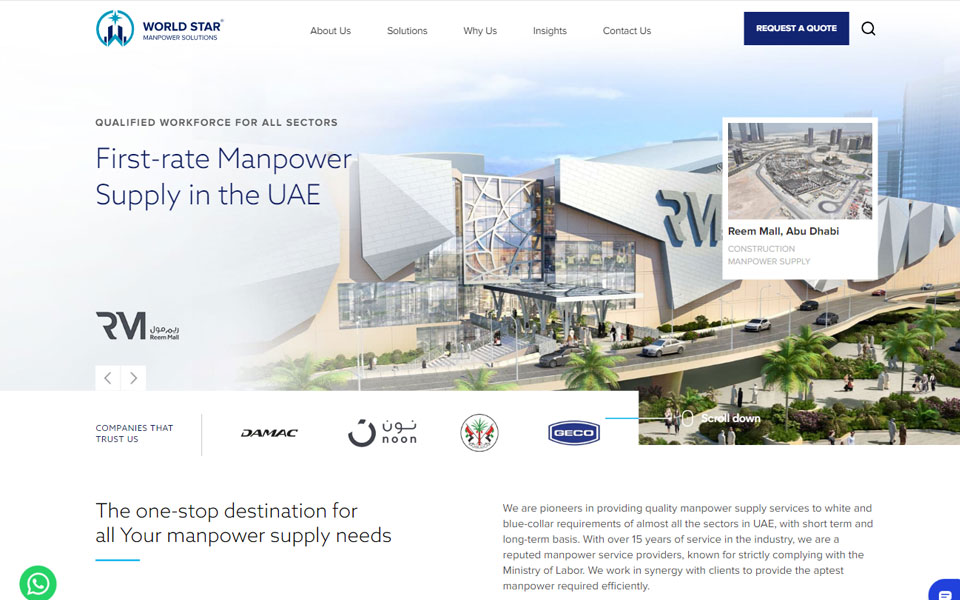 WORLD STAR
MANPOWER SOLUTIONS
About Us
Solutions
Why Us
Insights
Contact Us
REQUEST A QUOTE
QUALIFIED WORKFORCE FOR ALL SECTORS
First-rate Manpower
Supply in the UAE
RM
Reem Mall, Abu Dhabi
CONSTRUCTION
MANPOWER SUPPLY
RM
ريم مول
Reem Mall
Scroll down
COMPANIES THAT
TRUST US
DAMAC
نون
noon
GECO
The one-stop destination for
all Your manpower supply needs
We are pioneers in providing quality manpower supply services to white and
blue-collar requirements of almost all the sectors in UAE, with short term and
long-term basis. With over 15 years of service in the industry, we are a
reputed manpower service providers, known for strictly complying with the
Ministry of Labor. We work in synergy with clients to provide the aptest
manpower required efficiently.